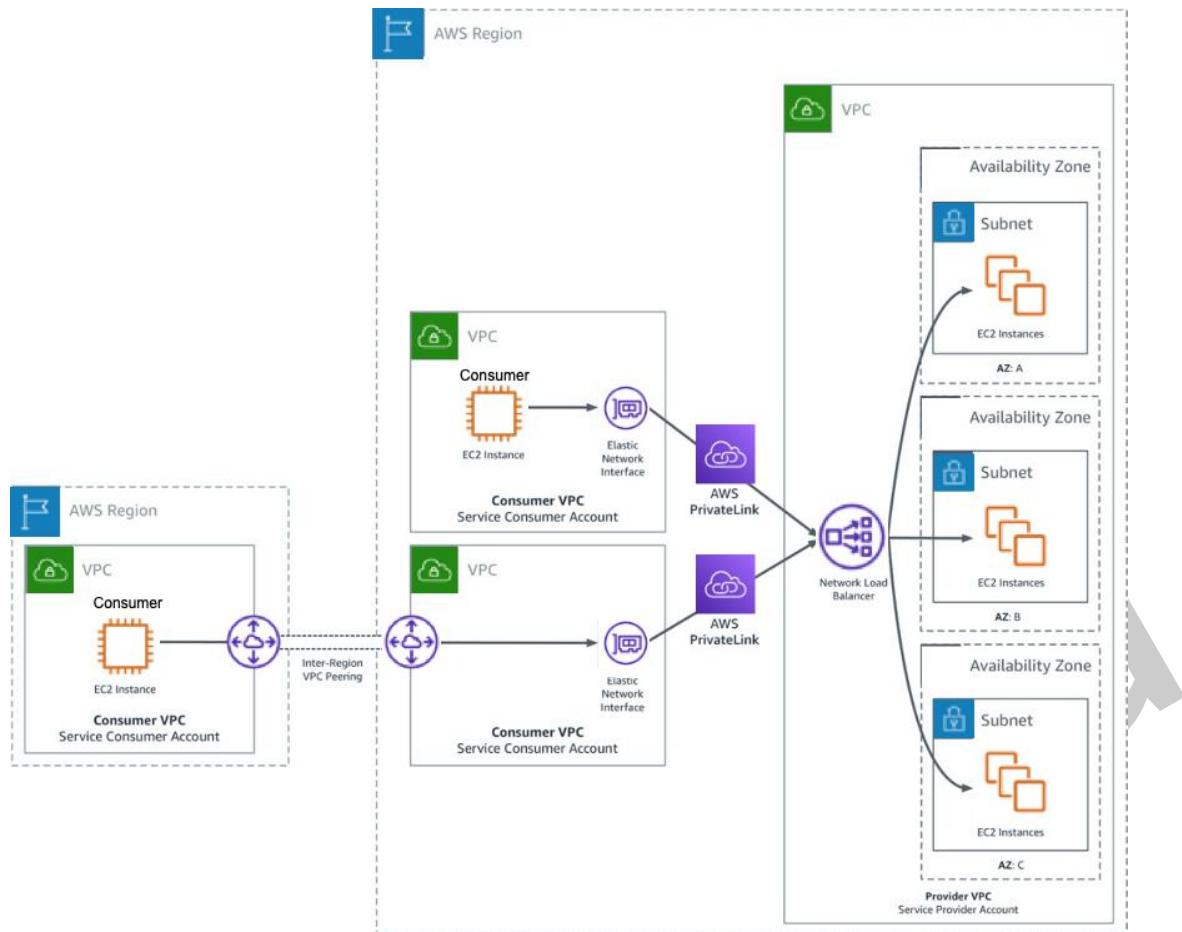 AWS Region
VPC
Availability Zone
Subnet
EC2 Instances
AZ: A
VPC
Consumer
EC2 Instance
Elastic
Network
Interface
Consumer VPC
Service Consumer Account
AWS
PrivateLink
Availability Zone
Subnet
EC2 Instances
AZ: B
Network Load
Balancer
AWS Region
VPC
Consumer
EC2 Instance
Consumer VPC
Service Consumer Account
Inter-Region
VPC Peering
VPC
Elastic
Network
Interface
Consumer VPC
Service Consumer Account
AWS
PrivateLink
Availability Zone
Subnet
EC2 Instances
AZ: C
Provider VPC
Service Provider Account